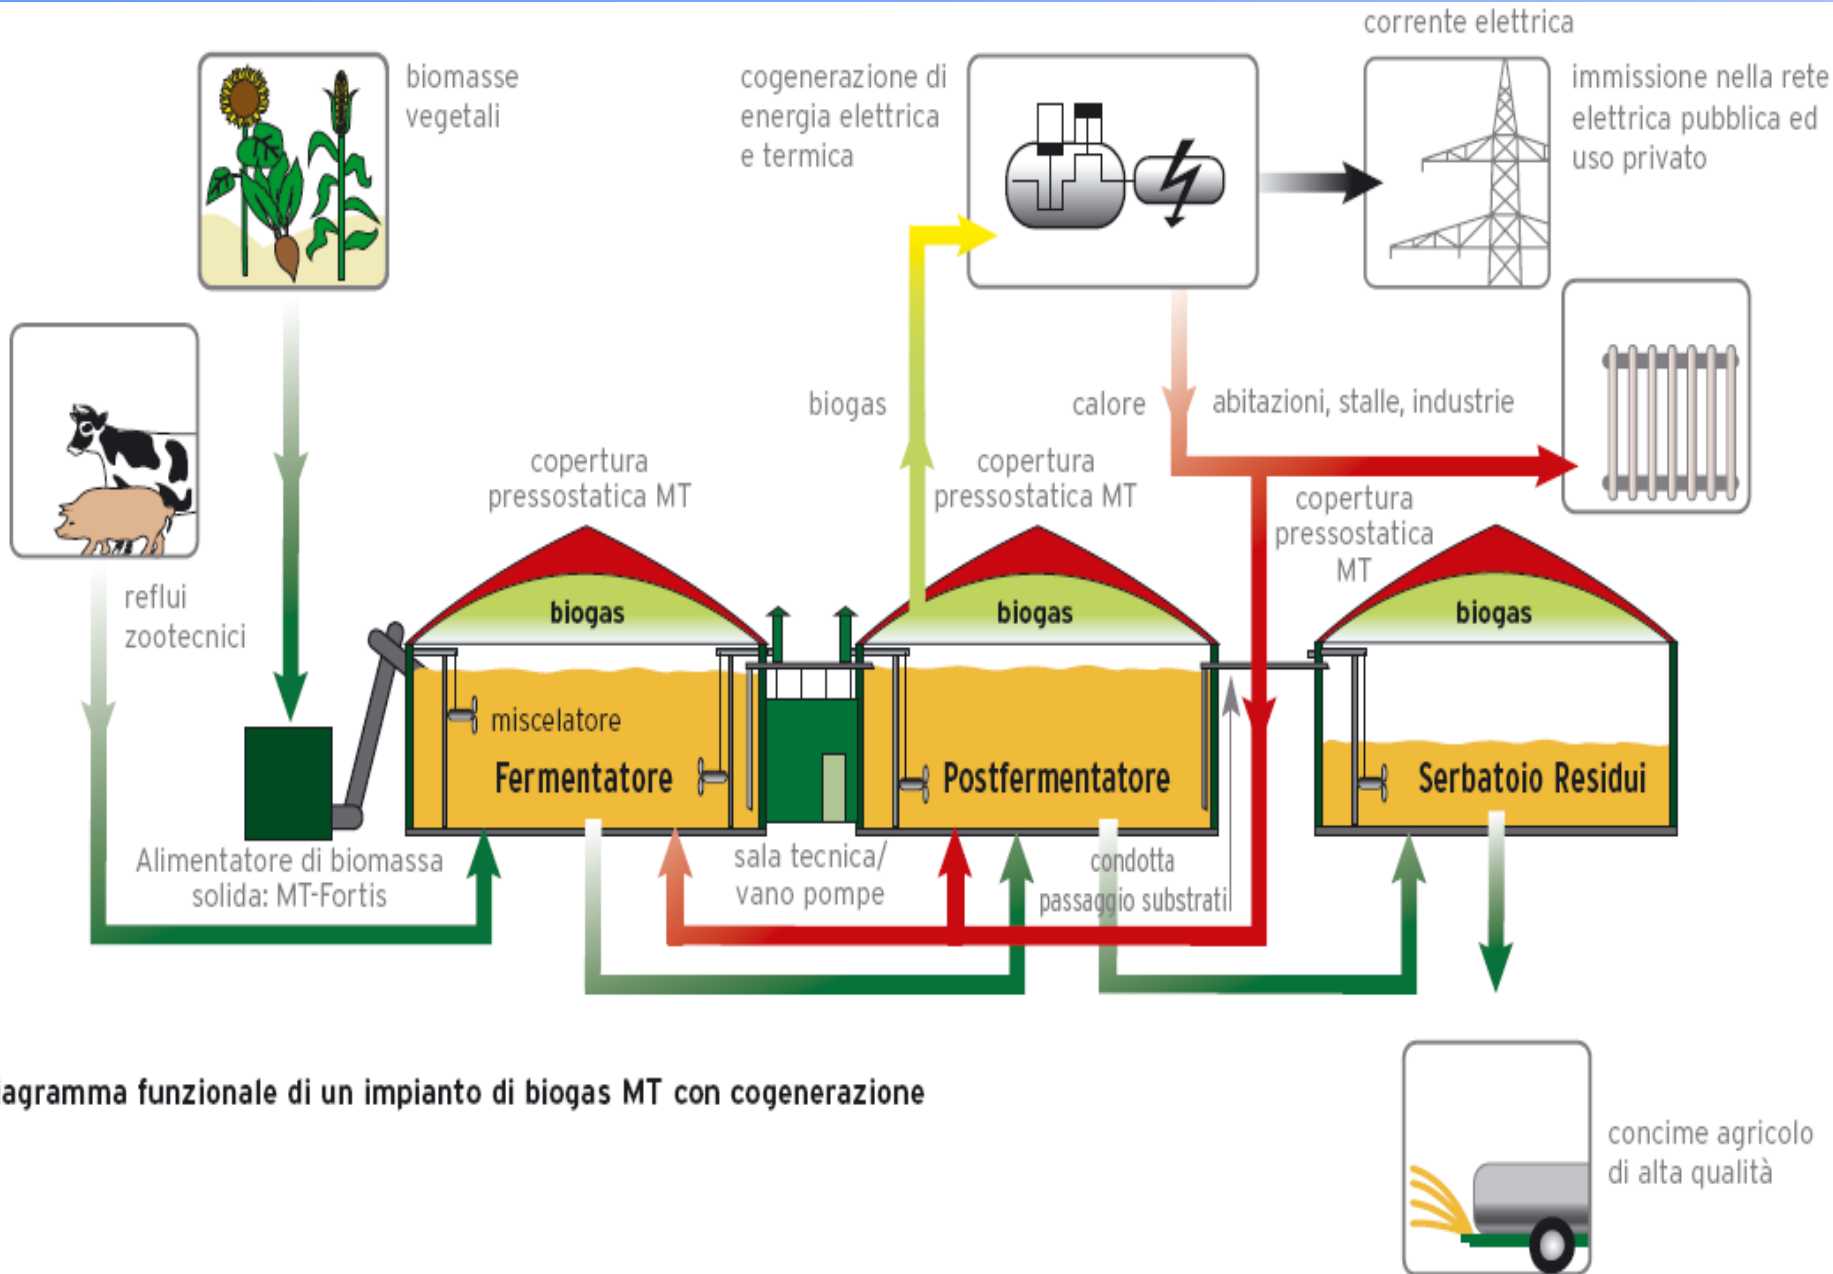 corrente elettrica
biomasse
vegetali
cogenerazione di
energia elettrica
e termica
immissione nella rete
elettrica pubblica ed
uso privato
biogas
calore
abitazioni, stalle, industrie
copertura
pressostatica MT
copertura
pressostatica MT
copertura
pressostatica
MT
reflui
zootecnici
biogas
biogas
biogas
miscelatore
Fermentatore
Postfermentatore
Serbatoio Residui
Alimentatore di biomassa
solida: MT-Fortis
sala tecnica/
vano pompe
condotta
passaggio substrati
iagramma funzionale di un impianto di biogas MT con cogenerazione
concime agricolo
di alta qualità